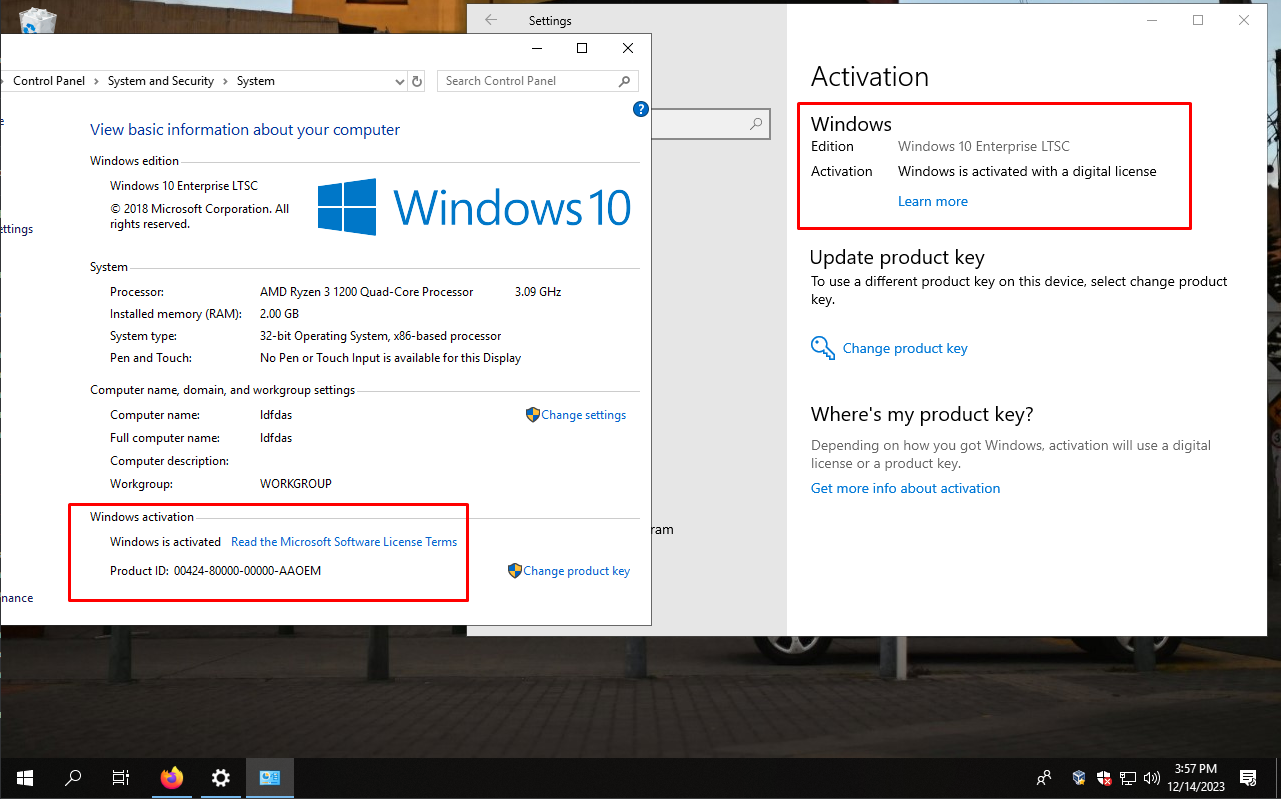 Settings
Control Panel > System and Security > System
Search Control Panel
?
View basic information about your computer
Windows edition
Windows 10 Enterprise LTSC
© 2018 Microsoft Corporation. All
rights reserved.
Windows 10
ettings
System
Processor: AMD Ryzen 3 1200 Quad-Core Processor 3.09 GHz
Installed memory (RAM): 2.00 GB
System type: 32-bit Operating System, x86-based processor
Pen and Touch: No Pen or Touch Input is available for this Display
Computer name, domain, and workgroup settings
Computer name: ldfdas
Change settings
Full computer name: ldfdas
Computer description:
Workgroup: WORKGROUP
Windows activation
Windows is activated Read the Microsoft Software License Terms
Product ID: 00424-80000-00000-AAOEM
Change product key
nance
Activation
Windows
Edition Windows 10 Enterprise LTSC
Activation Windows is activated with a digital license
Learn more
Update product key
To use a different product key on this device, select change product
key.
Change product key
Where's my product key?
Depending on how you got Windows, activation will use a digital
license or a product key.
Get more info about activation
ram
3:57 PM
12/14/2023